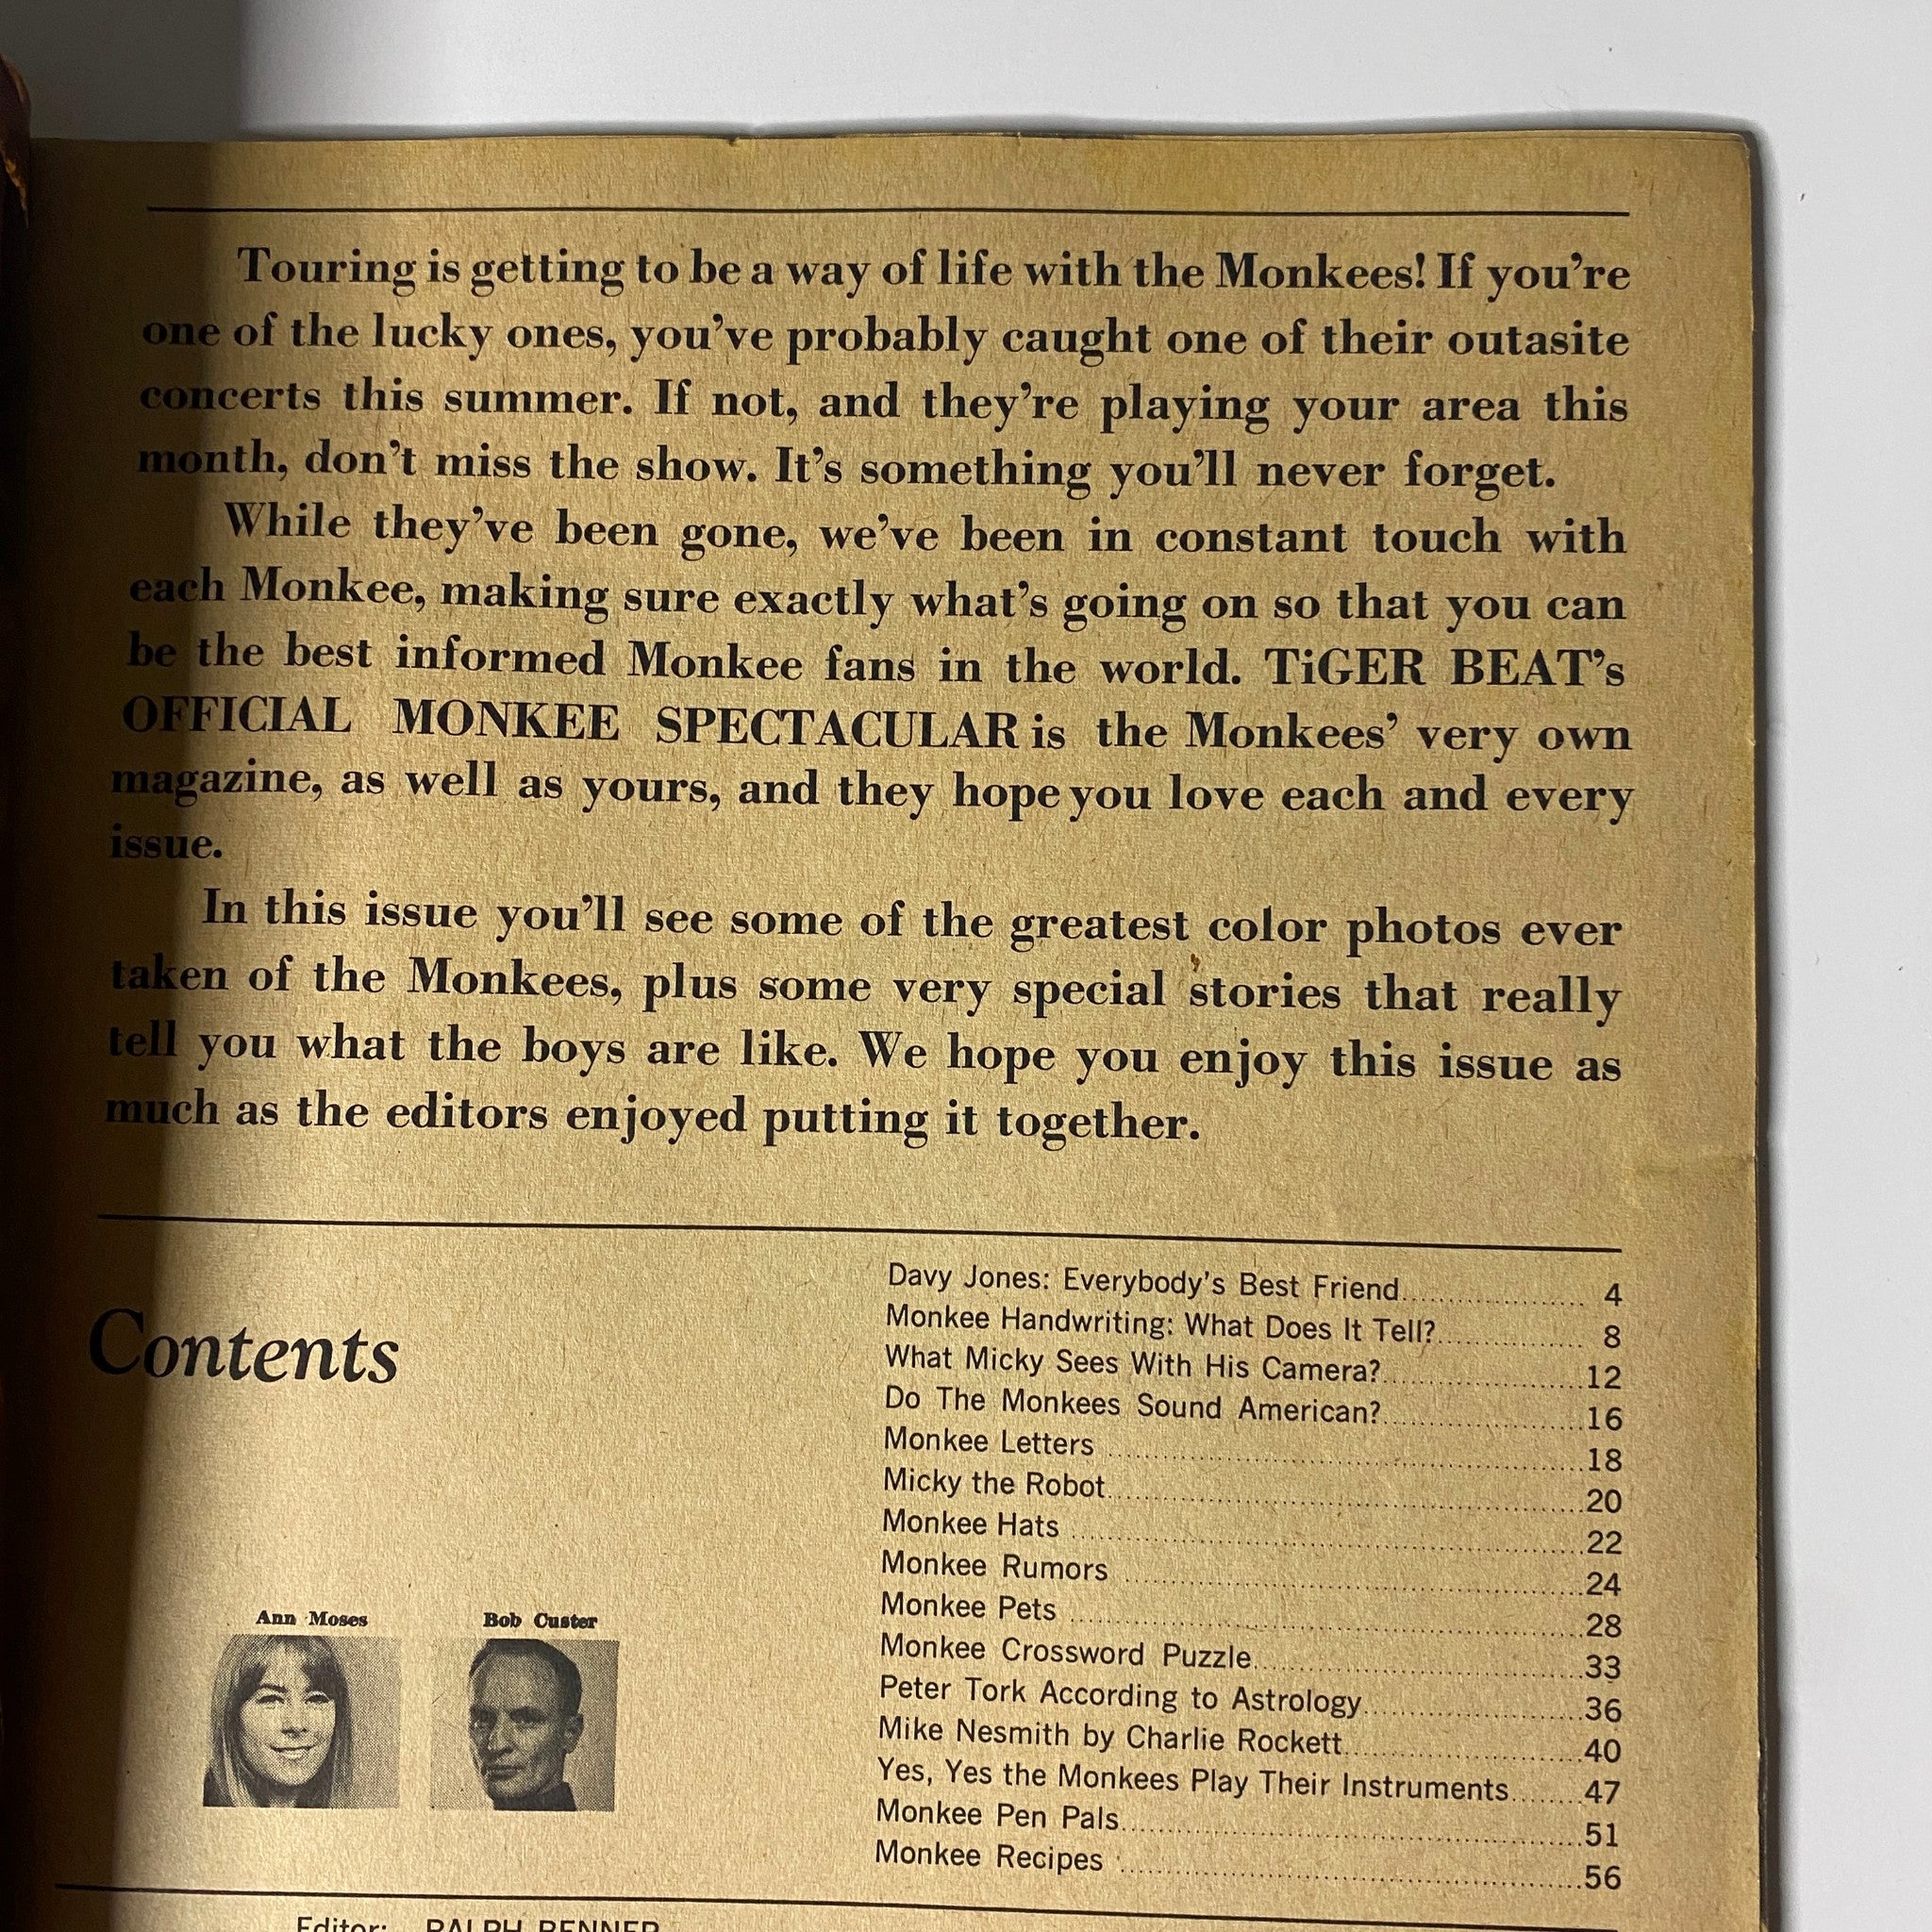 Touring is getting to be a way of life with the Monkees! If you're
one of the lucky ones, you've probably caught one of their outasite
concerts this summer. If not, and they're playing your area this
month, don't miss the show. It's something you'll never forget.
While they've been gone, we've been in constant touch with
each Monkee, making sure exactly what's going on so that you can
be the best informed Monkee fans in the world. TiGER BEAT's
OFFICIAL MONKEE SPECTACULAR is the Monkees' very own
magazine, as well as yours, and they hope you love each and every
issue.
In this issue you'll see some of the greatest color photos ever
taken of the Monkees, plus some very special stories that really
tell you what the boys are like. We hope you enjoy this issue as
much as the editors enjoyed putting it together.
Contents
Davy Jones: Everybody's Best Friend.................... 4
Monkee Handwriting: What Does It Tell?................ 8
What Micky Sees With His Camera?......................12
Do The Monkees Sound American?......................16
Monkee Letters ......................18
Micky the Robot......................20
Monkee Hats ......................22
Monkee Rumors ......................24
Monkee Pets ......................28
Monkee Crossword Puzzle......................33
Peter Tork According to Astrology......................36
Mike Nesmith by Charlie Rockett......................40
Yes, Yes the Monkees Play Their Instruments........47
Monkee Pen Pals......................51
Monkee Recipes ......................56
Ann Moses
Bob Custer
Editor: RALPH BENNER